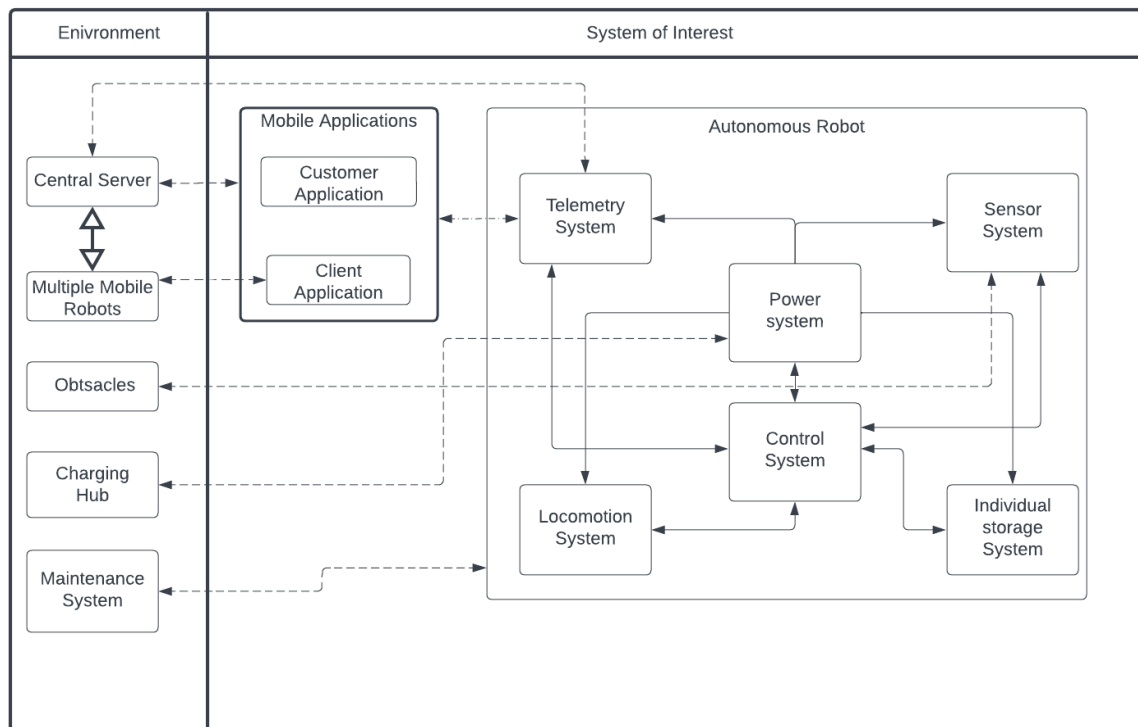 Enivronment
System of Interest
Mobile Applications
Autonomous Robot
Customer
Application
Central Server
Telemetry
System
Sensor
System
Client
Application
Multiple Mobile
Robots
Power
system
Obtsacles
Control
System
Charging
Hub
Locomotion
System
Individual
storage
System
Maintenance
System